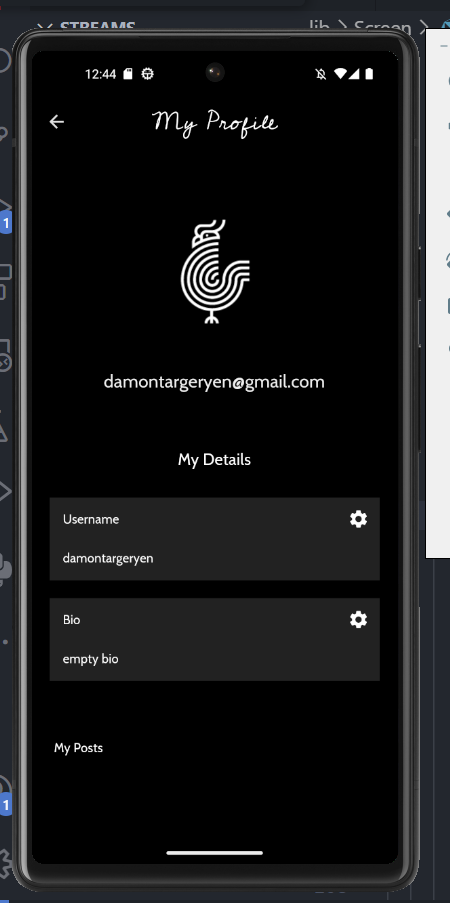 STREAMS
lib > Screen >
12:44
My Profile
damontargeryen@gmail.com
My Details
Username
damontargeryen
Bio
empty bio
My Posts
1
1